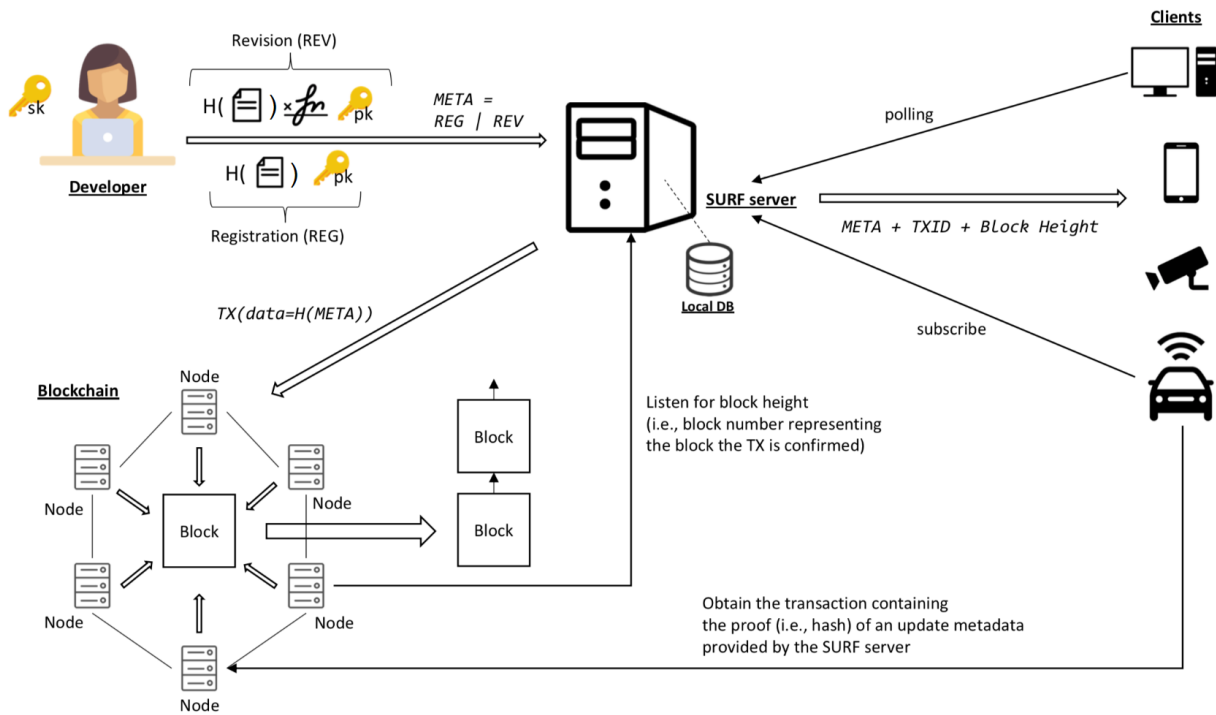 Clients
Revision (REV)
sk
H( ) × fn pk
META =
REG | REV
polling
H( ) pk
Developer
SURF server
Registration (REG)
META + TXID + Block Height
Local DB
TX(data=H(META))
subscribe
Blockchain
Node
Listen for block height
(i.e., block number representing
the block the TX is confirmed)
Block
Node
Node
Block
Block
Node
Node
Obtain the transaction containing
the proof (i.e., hash) of an update metadata
provided by the SURF server
Node